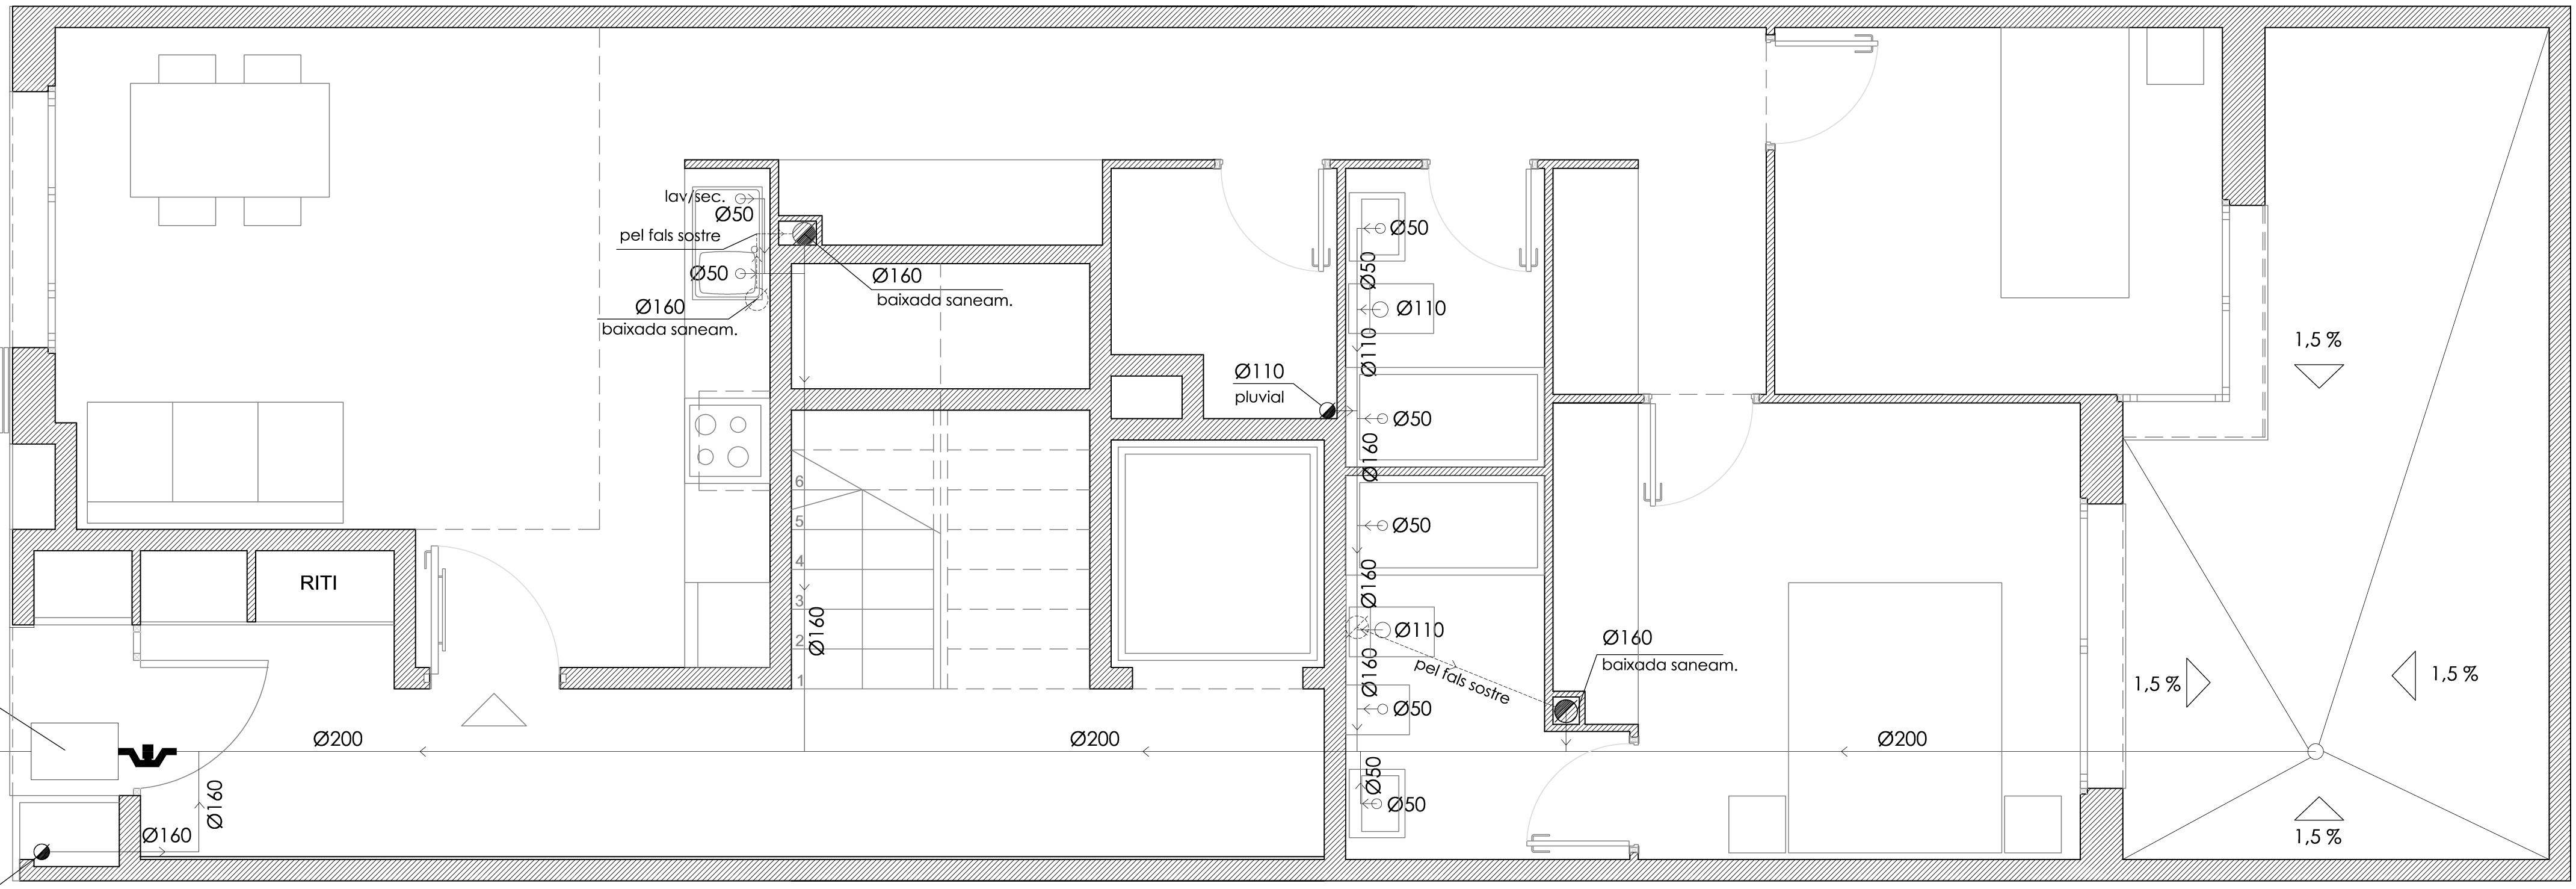 lav/sec.
Ø50
pel fals sostre
Ø50
Ø160
baixada saneam.
Ø160
baixada saneam.
Ø50
Ø50
Ø110
Ø110
Ø110
pluvial
Ø50
Ø160
Ø50
Ø160
Ø110
Ø160
pel fals sostre
Ø160
baixada saneam.
Ø50
Ø50
Ø50
1,5 %
1,5 %
1,5 %
1,5 %
RITI
6
5
4
3
2
1
Ø160
Ø200
Ø200
Ø200
Ø160
Ø160